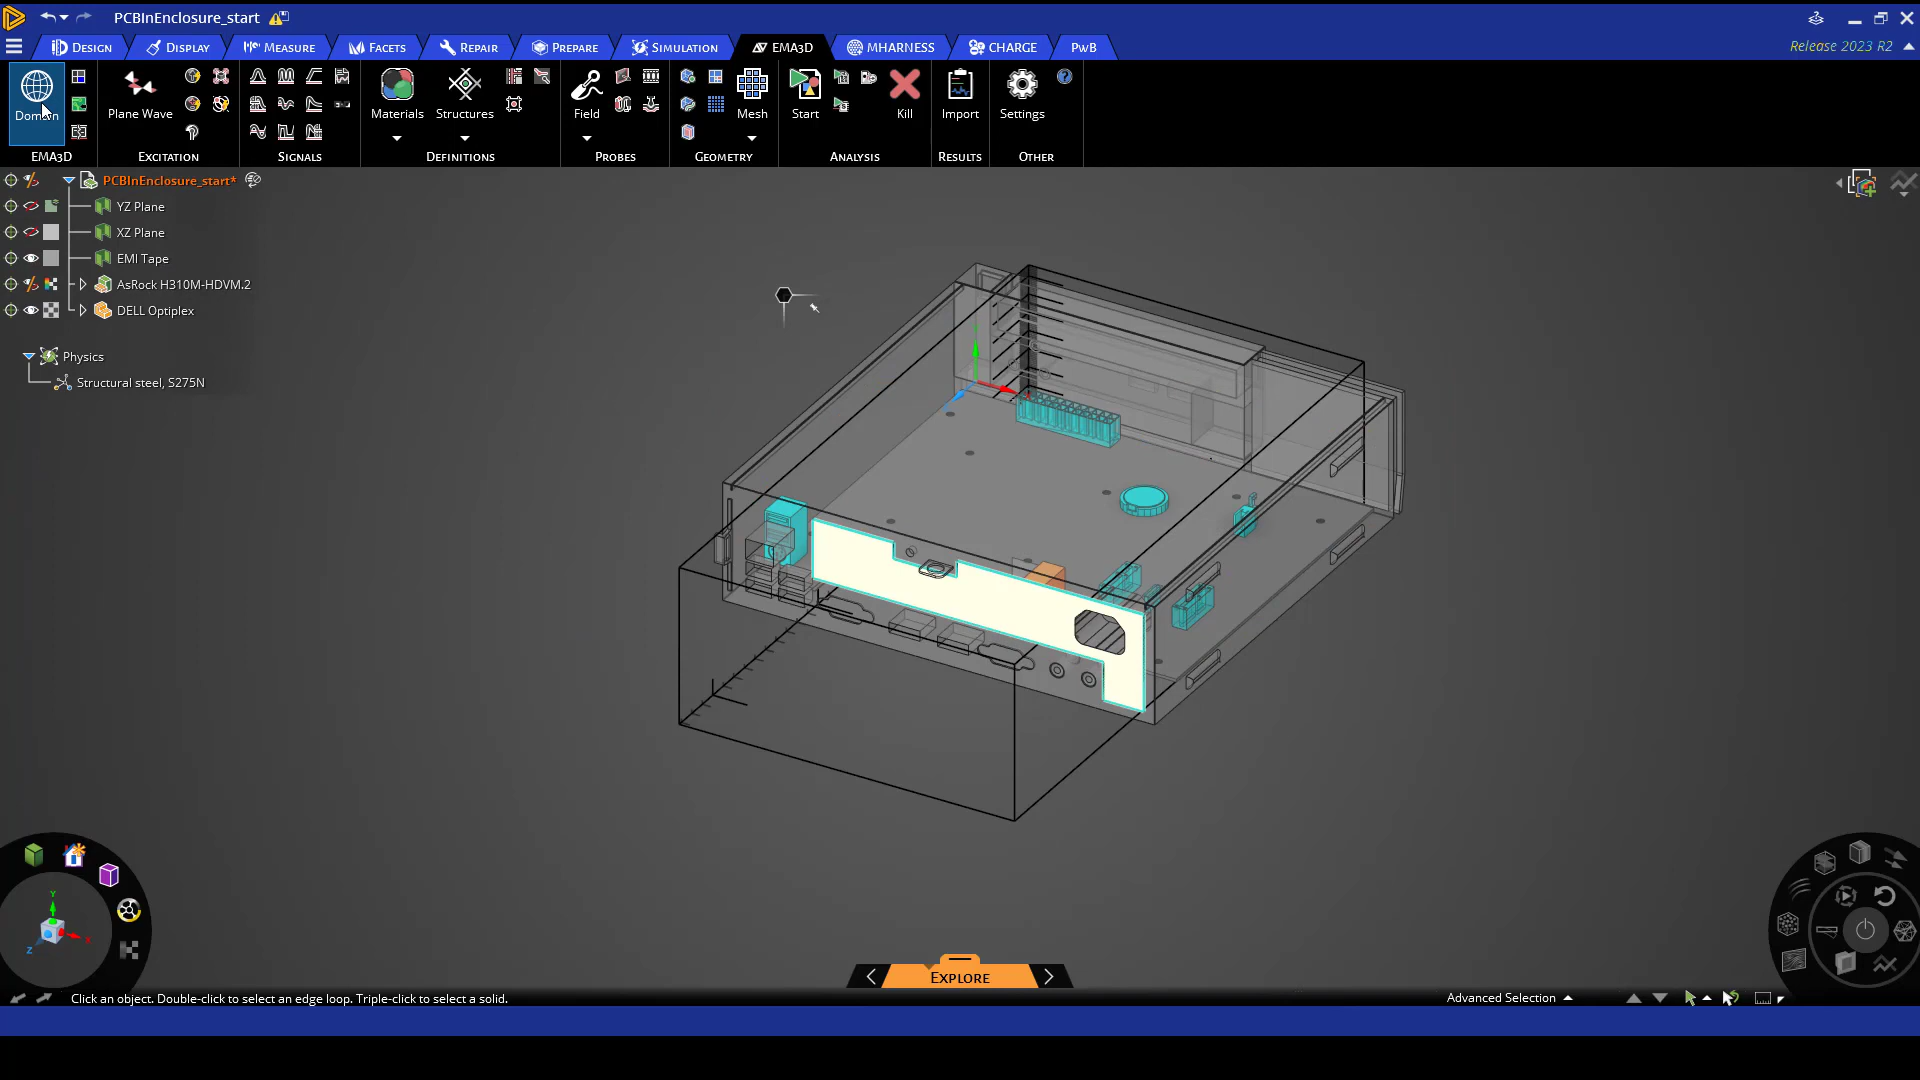 PCBInEnclosure_start
DESIGN DISPLAY MEASURE FACETS REPAIR PREPARE SIMULATION EMA3D MHARNESS CHARGE PWB
Release 2023 R2
Domain Plane Wave Materials Structures Field Mesh Start Kill Import Settings
EMA3D EXCITATION SIGNALS DEFINITIONS PROBES GEOMETRY ANALYSIS RESULTS OTHER
PCBInEnclosure_start*
YZ Plane
XZ Plane
EMI Tape
AsRock H310M-HDVM.2
DELL Optiplex
Physics
Structural steel, S275N
Y
X
Z
EXPLORE
Click an object. Double-click to select an edge loop. Triple-click to select a solid.
Advanced Selection